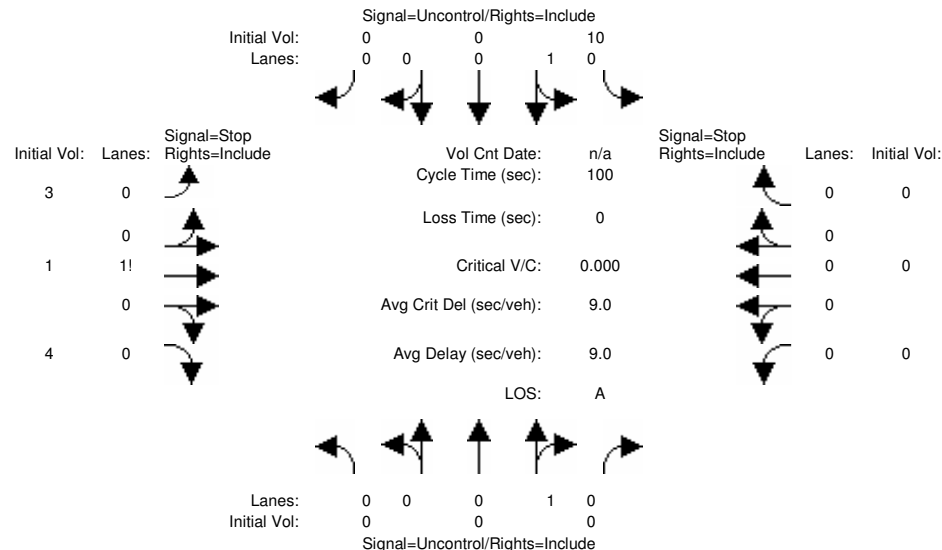 Signal=Uncontrol/Rights=Include
Initial Vol: 0 0 10
Lanes: 0 0 0 1 0
Signal=Stop Signal=Stop
Initial Vol: Lanes: Rights=Include Vol Cnt Date: n/a Rights=Include Lanes: Initial Vol:
Cycle Time (sec): 100
3 0 0 0
Loss Time (sec): 0
0 0
1 1! Critical V/C: 0.000 0 0
0 Avg Crit Del (sec/veh): 9.0 0
4 0 Avg Delay (sec/veh): 9.0 0 0
LOS: A
Lanes: 0 0 0 1 0
Initial Vol: 0 0 0
Signal=Uncontrol/Rights=Include